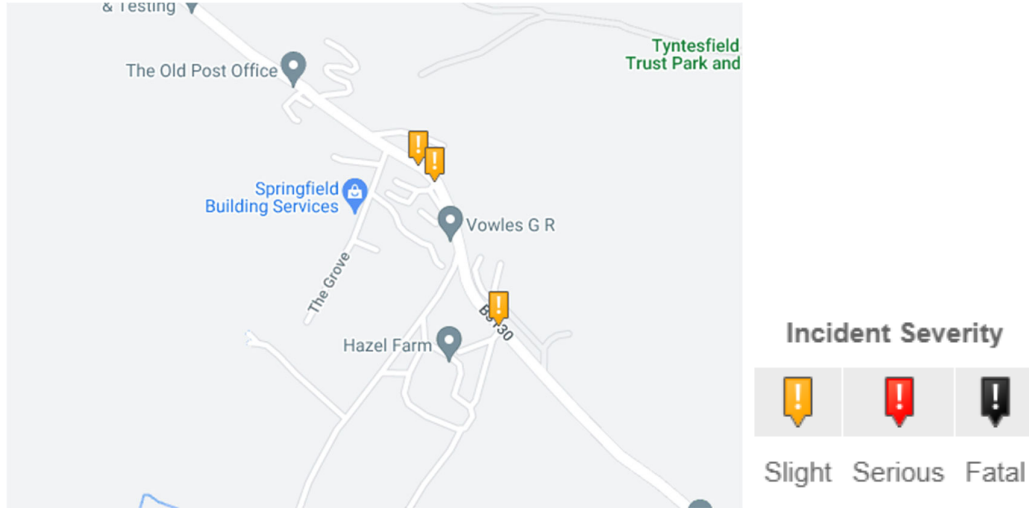 & Testing
The Old Post Office
Tyntesfield
Trust Park and
Springfield
Building Services
Vowles G R
The Grove
B3130
Hazel Farm
Incident Severity
Slight Serious Fatal